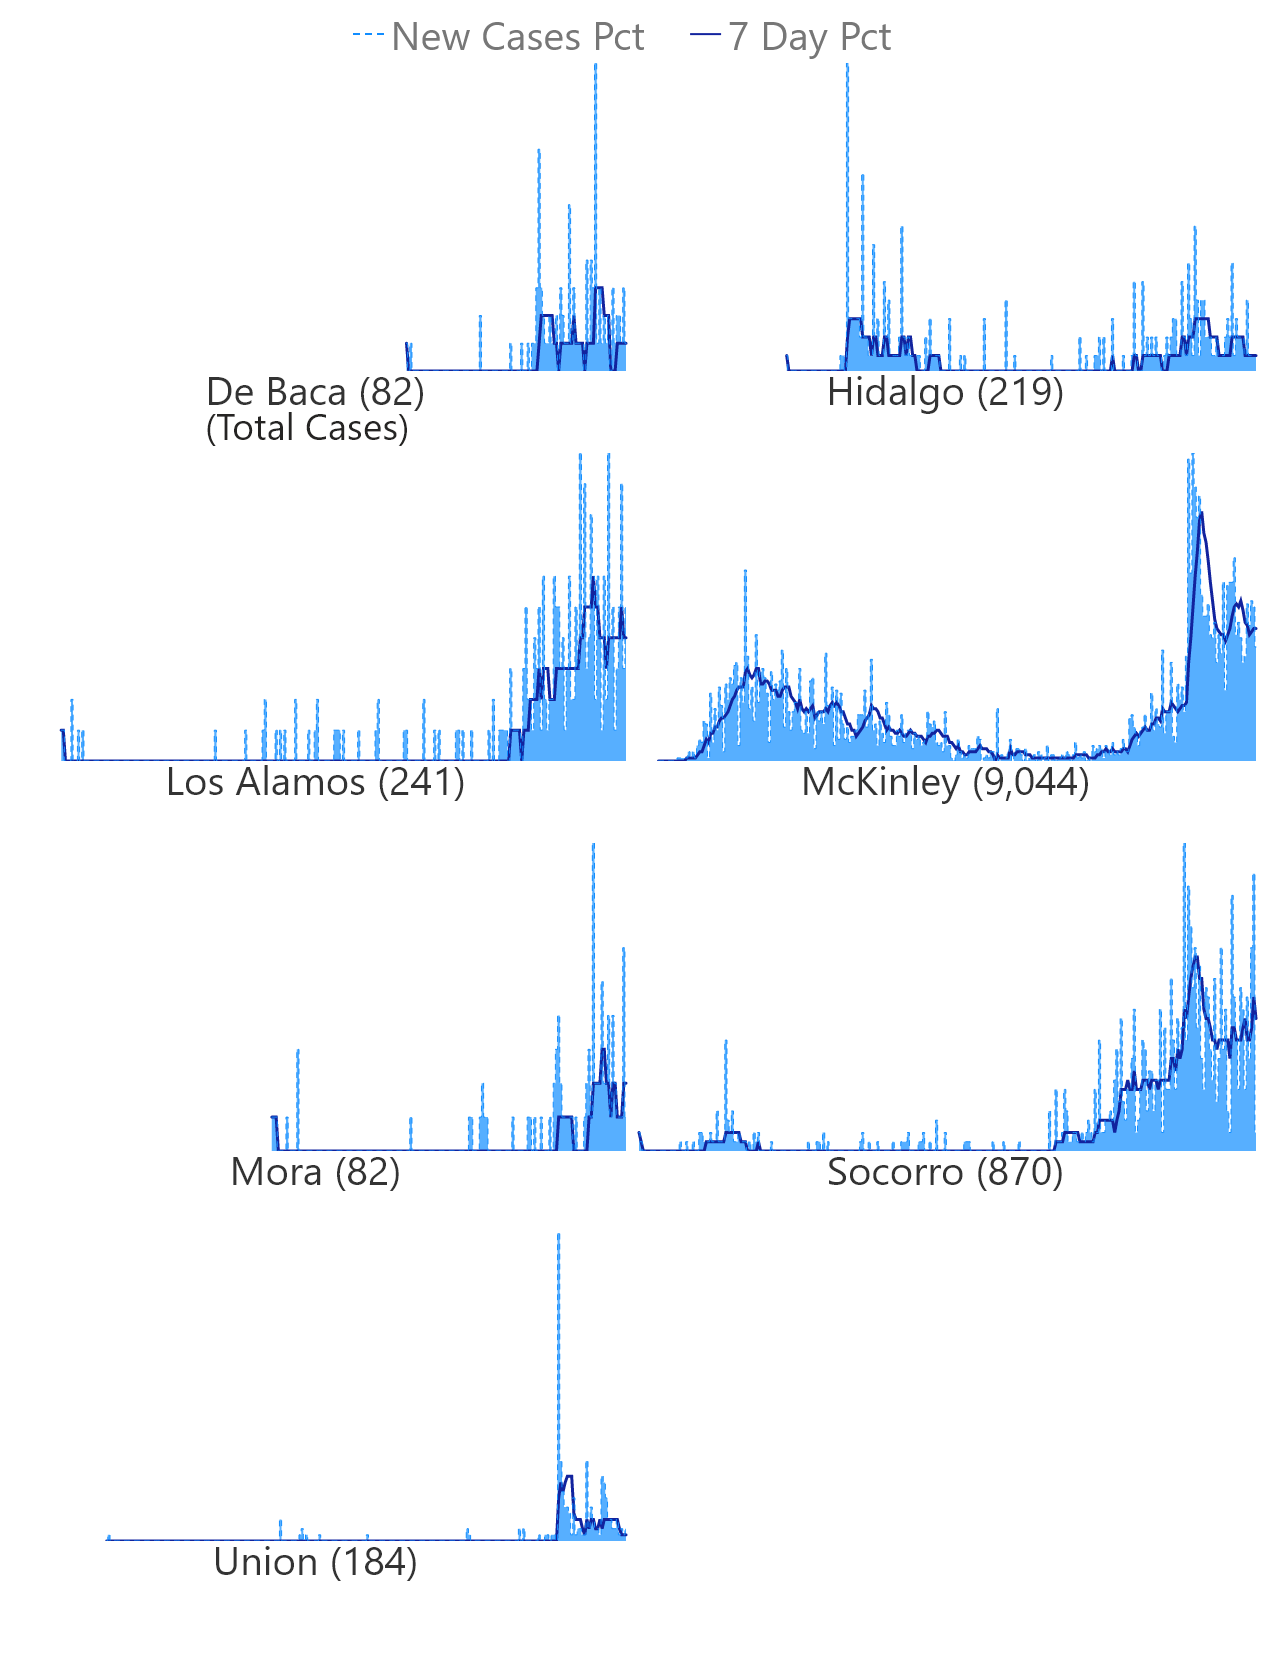 New Cases Pct 7 Day Pct
De Baca (82)
(Total Cases)
Hidalgo (219)
Los Alamos (241)
McKinley (9,044)
Mora (82)
Socorro (870)
Union (184)